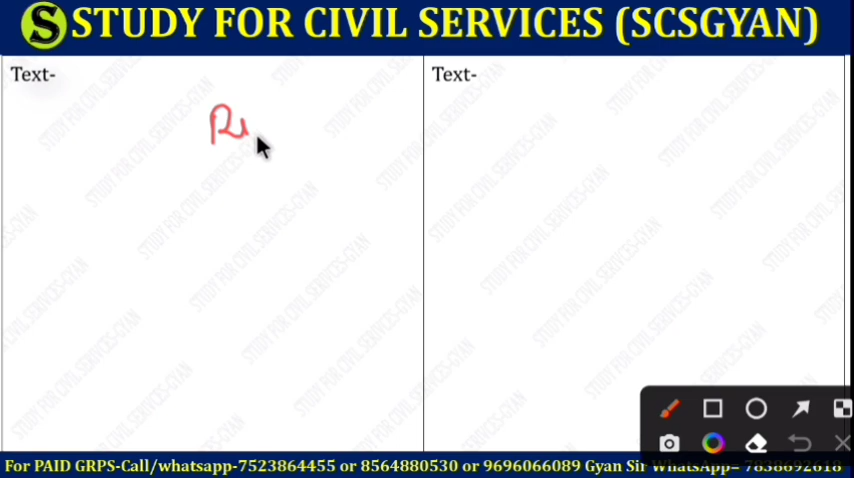 S STUDY FOR CIVIL SERVICES (SCSGYAN)
Text-
Text-
For PAID GRPS-Call/whatsapp-7523864455 or 8564880530 or 9696066089 Gyan Sir WhatsApp= 7838692618